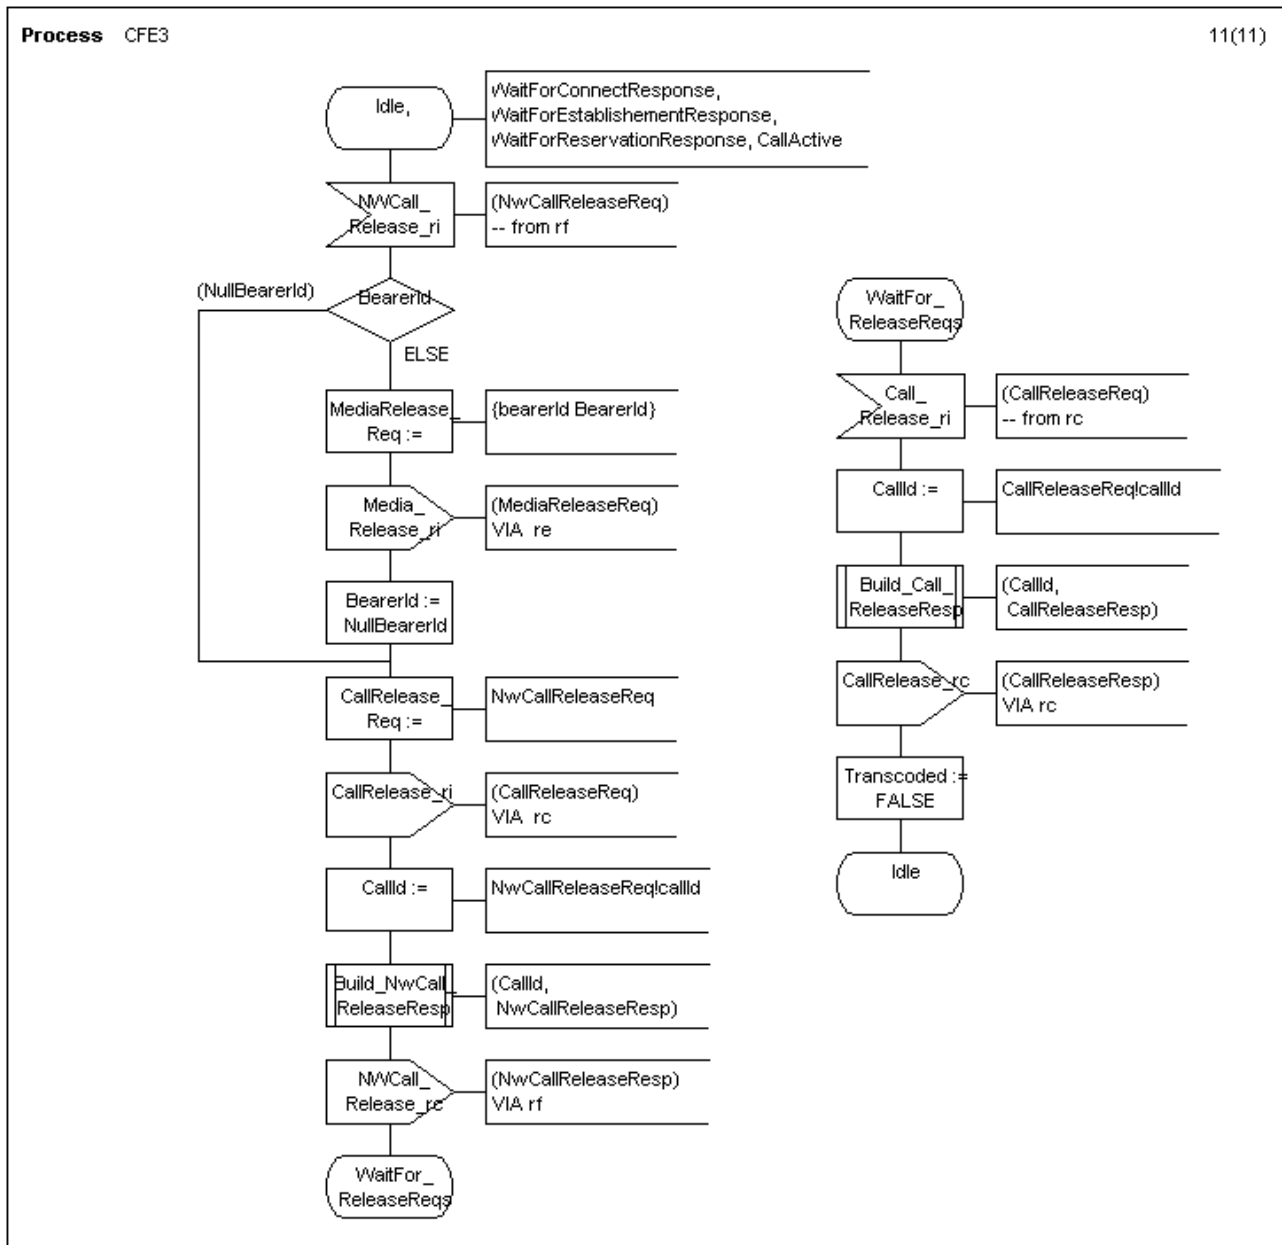 Process CFE3
11(11)
Idle,
WaitForConnectResponse,
WaitForEstablishementResponse,
WaitForReservationResponse, CallActive
NWCall_
Release_ri
(NwCallReleaseReq)
-- from rf
(NullBearerId)
BearerId
ELSE
MediaRelease_
Req :=
{bearerId BearerId}
Media_
Release_ri
(MediaReleaseReq)
VIA re
BearerId :=
NullBearerId
CallRelease_
Req :=
NwCallReleaseReq
CallRelease_ri
(CallReleaseReq)
VIA rc
CallId :=
NwCallReleaseReq!callId
Build_NwCall_
ReleaseResp
(CallId,
NwCallReleaseResp)
NWCall_
Release_rc
(NwCallReleaseResp)
VIA rf
WaitFor_
ReleaseReqs
WaitFor_
ReleaseReqs
Call_
Release_ri
(CallReleaseReq)
-- from rc
CallId :=
CallReleaseReq!callId
Build_Call_
ReleaseResp
(CallId,
CallReleaseResp)
CallRelease_rc
(CallReleaseResp)
VIA rc
Transcoded :=
FALSE
Idle